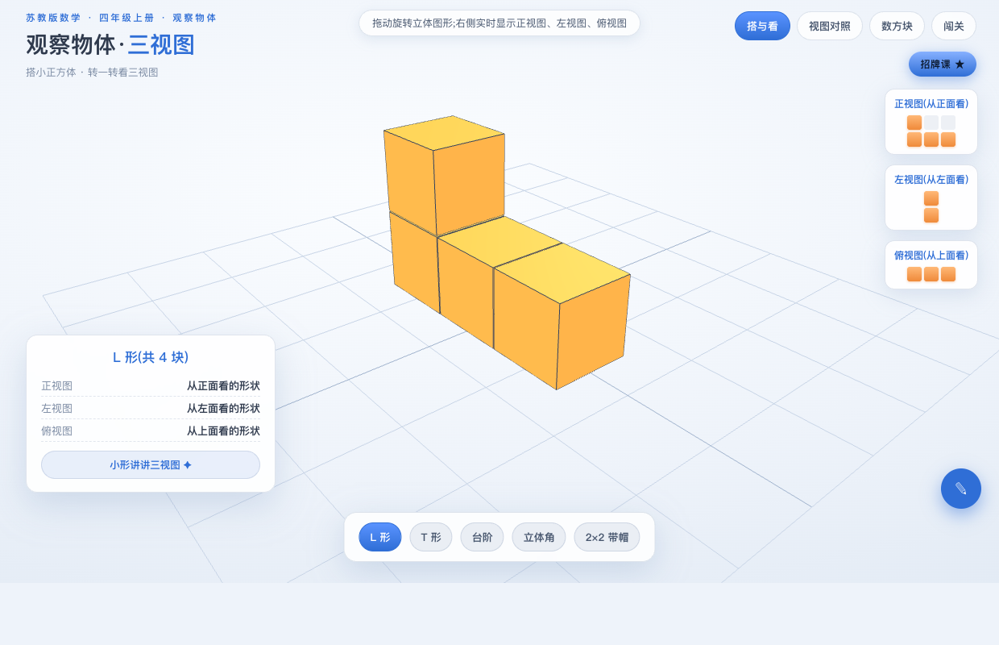 苏教版数学 · 四年级上册 · 观察物体
观察物体·三视图
搭小正方体 · 转一转看三视图
拖动旋转立体图形;右侧实时显示正视图、左视图、俯视图
搭与看
视图对照
数方块
闯关
招牌课 ★
正视图(从正面看)
左视图(从左面看)
俯视图(从上面看)
L 形(共 4 块)
正视图 从正面看的形状
左视图 从左面看的形状
俯视图 从上面看的形状
小形讲讲三视图 ✦
L 形
T 形
台阶
立体角
2×2 带帽